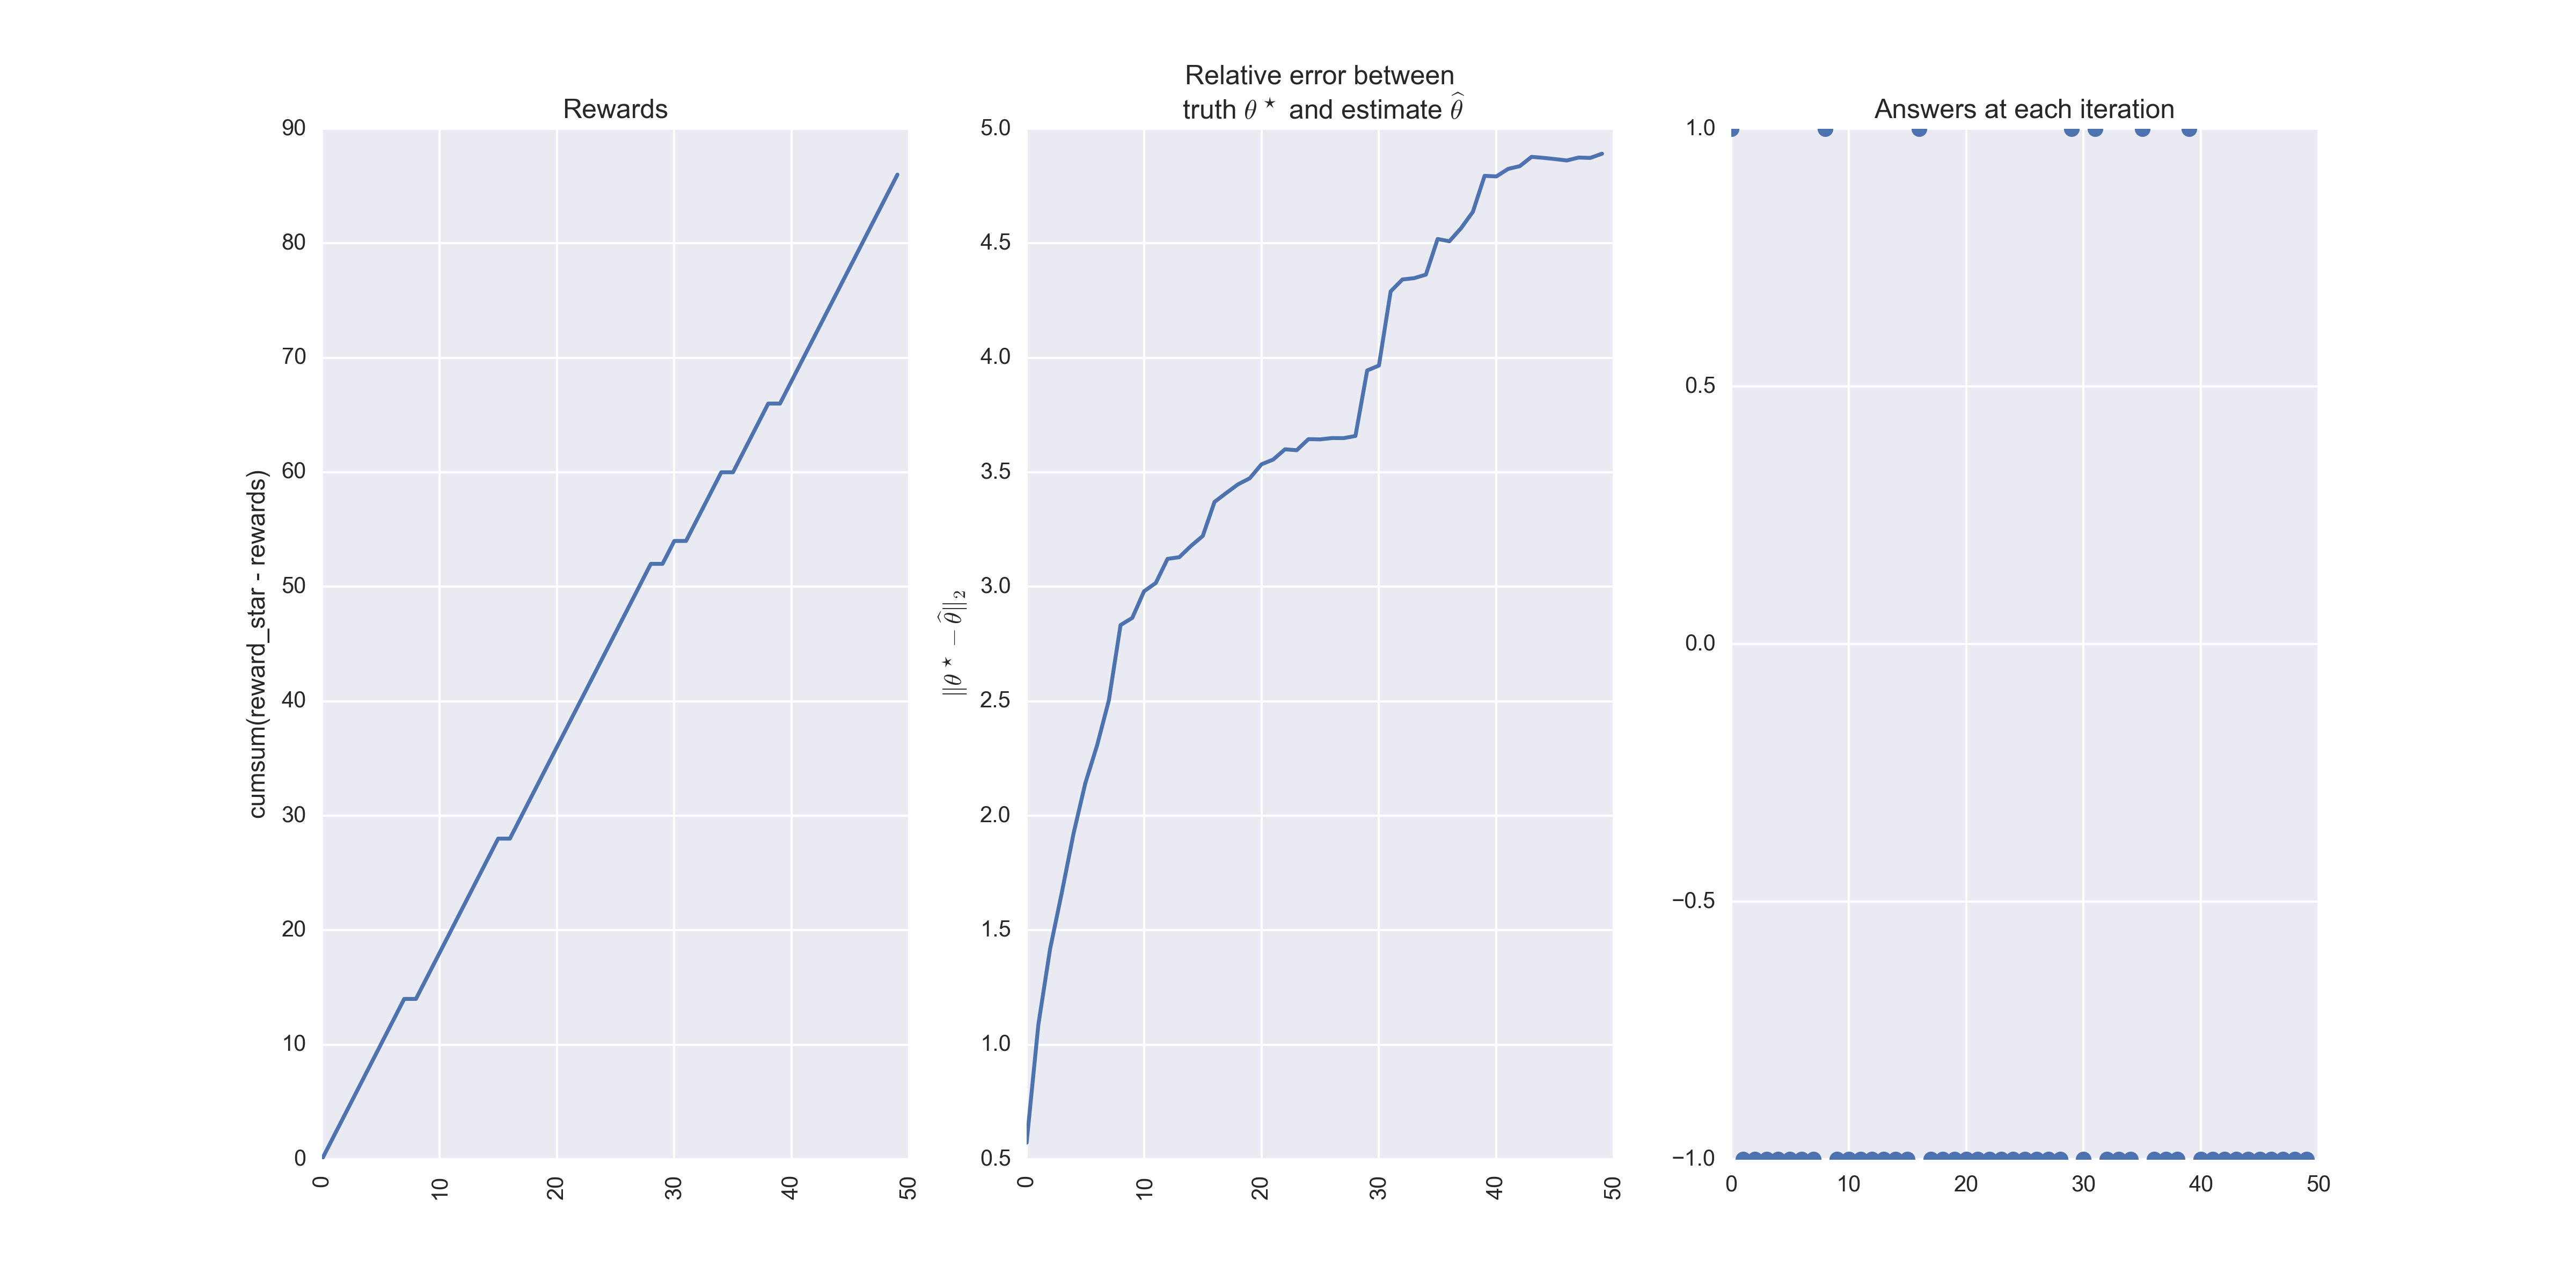 Rewards
90
80
70
60
50
40
30
20
10
0
cumsum(reward_star - rewards)
0 10 20 30 40 50
Relative error between
truth θ⋆ and estimate θ̂
5.0
4.5
4.0
3.5
3.0
2.5
2.0
1.5
1.0
0.5
||θ⋆ − θ̂||₂
0 10 20 30 40 50
Answers at each iteration
1.0
0.5
0.0
−0.5
−1.0
0 10 20 30 40 50